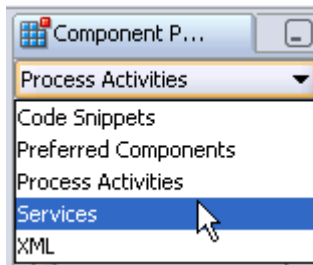 Component P...
Process Activities
Code Snippets
Preferred Components
Process Activities
Services
XML